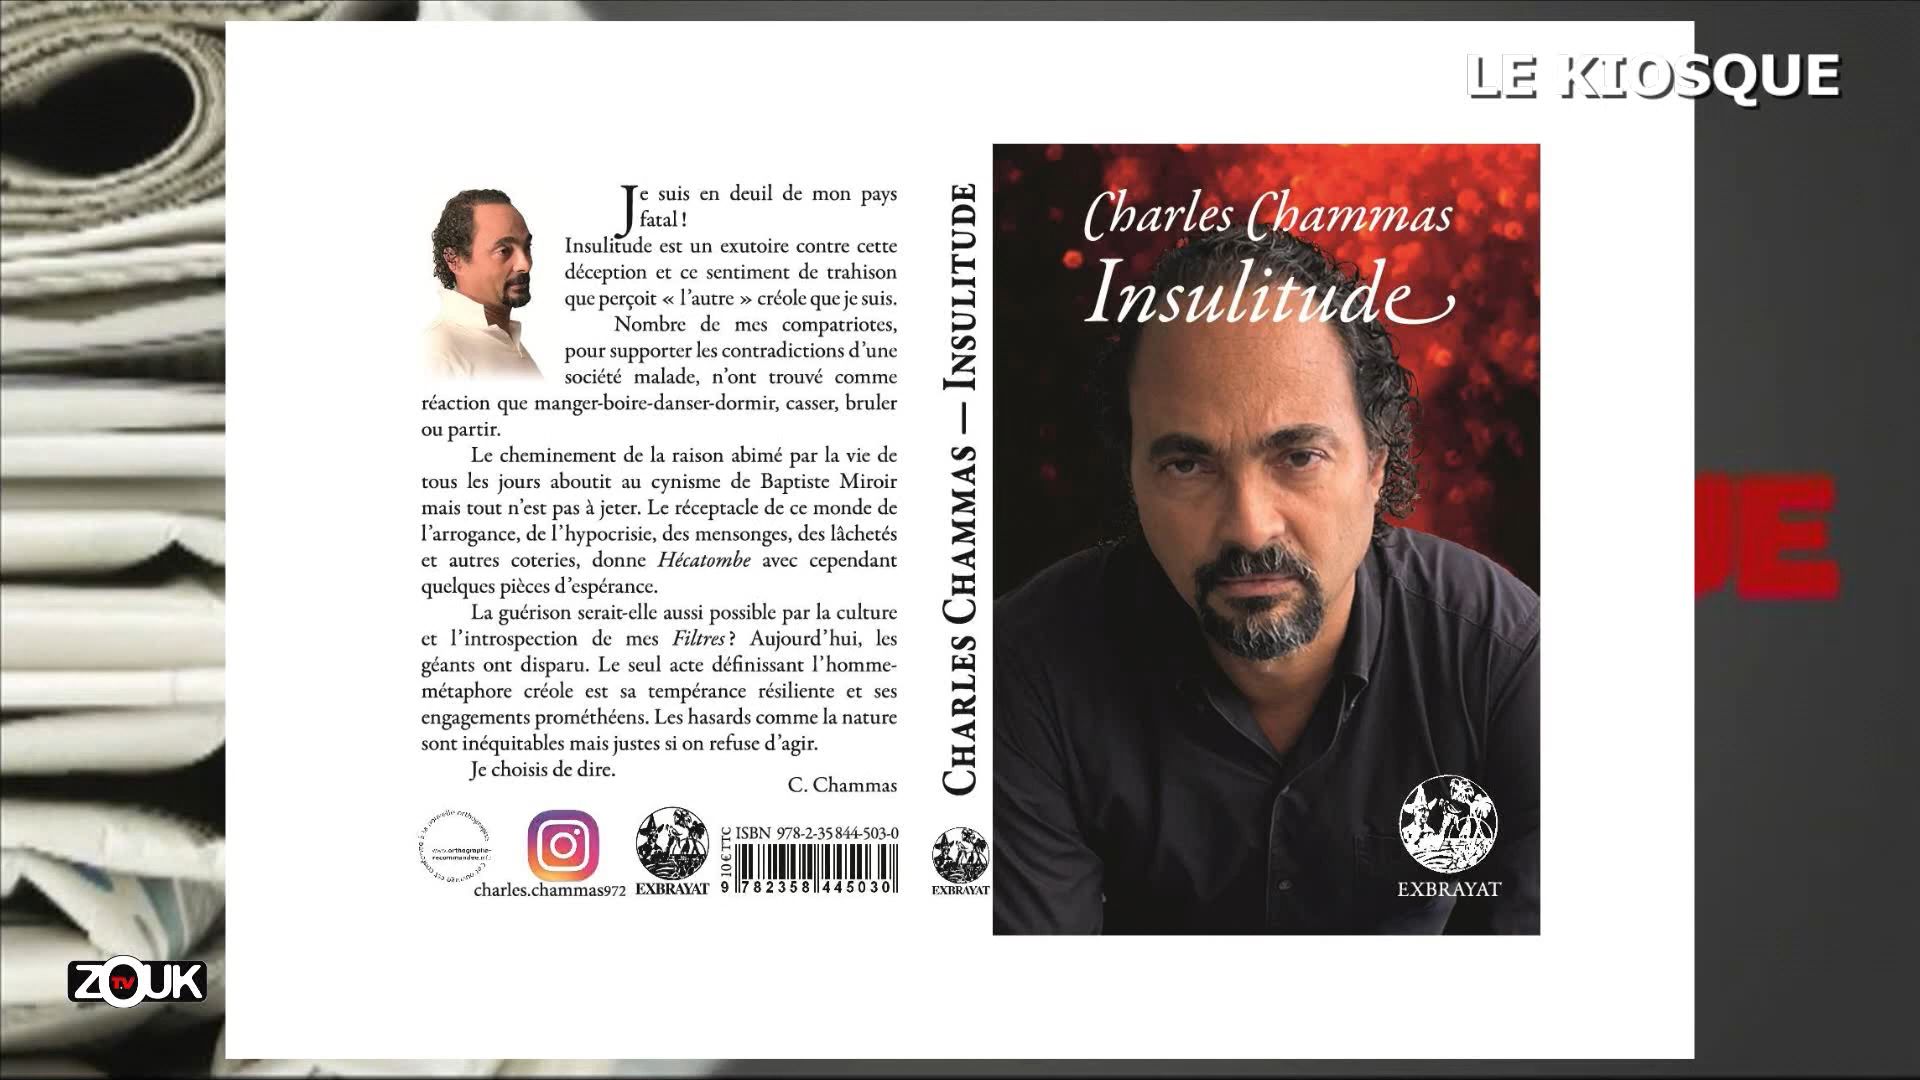 LE KIOSQUE
Je suis en deuil de mon pays
fatal !
Insulitude est un exutoire contre cette
déception et ce sentiment de trahison
que perçoit « l'autre » créole que je suis.
Nombre de mes compatriotes,
pour supporter les contradictions d'une
société malade, n'ont trouvé comme
réaction que manger-boire-danser-dormir, casser, bruler
ou partir.
Le cheminement de la raison abimé par la vie de
tous les jours aboutit au cynisme de Baptiste Miroir
mais tout n'est pas à jeter. Le réceptacle de ce monde de
l'arrogance, de l'hypocrisie, des mensonges, des lâchetés
et autres coteries, donne Hécatombe avec cependant
quelques pièces d'espérance.
La guérison serait-elle aussi possible par la culture
et l'introspection de mes Filtres ? Aujourd'hui, les
géants ont disparu. Le seul acte définissant l'homme-
métaphore créole est sa tempérance résiliente et ses
engagements prométhéens. Les hasards comme la nature
sont inéquitables mais justes si on refuse d'agir.
Je choisis de dire.
C. Chammas
www.orthographe-
recommandee.info
charles.chammas972
EXBRAYAT
10 € TTC
ISBN 978-2-35844-503-0
9 782358 445030
CHARLES CHAMMAS — INSULITUDE
EXBRAYAT
Charles Chammas
Insulitude
EXBRAYAT
UE
ZOUK
TV